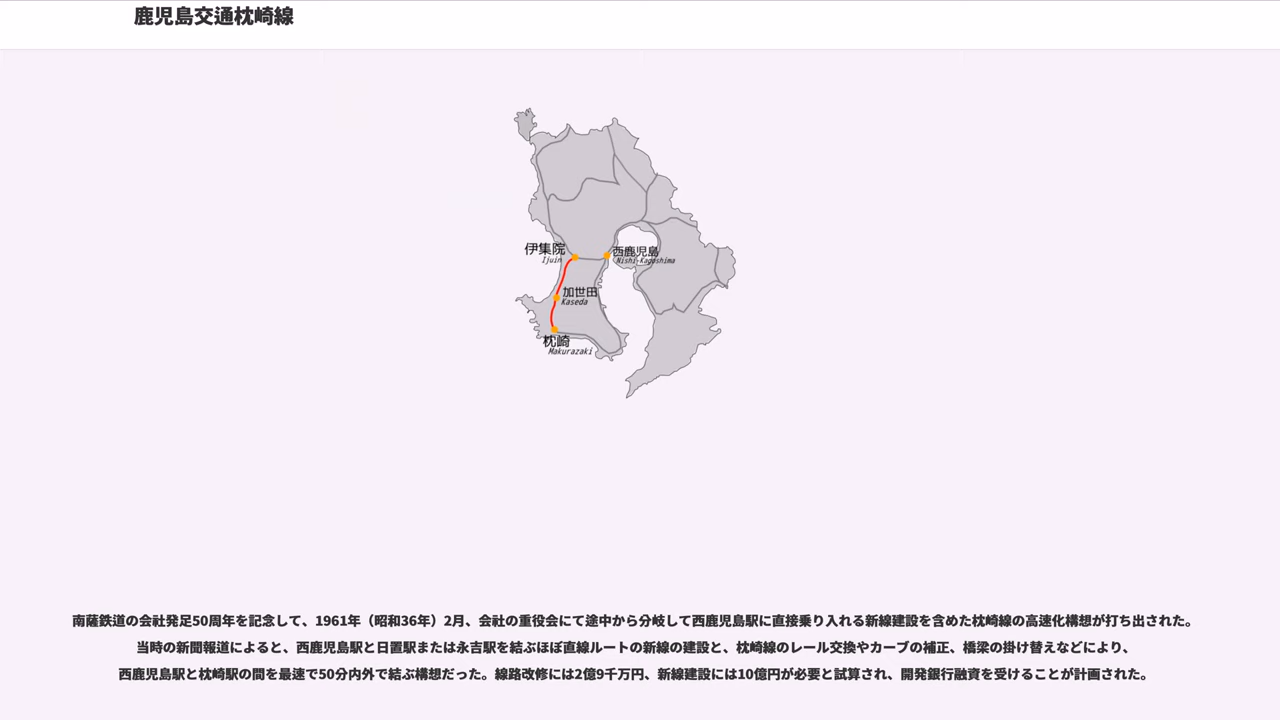 鹿児島交通枕崎線
伊集院
Ijuin
西鹿児島
Nishi-Kagoshima
加世田
Kaseda
枕崎
Makurazaki
南薩鉄道の会社発足50周年を記念して、1961年（昭和36年）2月、会社の重役会にて途中から分岐して西鹿児島駅に直接乗り入れる新線建設を含めた枕崎線の高速化構想が打ち出された。
当時の新聞報道によると、西鹿児島駅と日置駅または永吉駅を結ぶほぼ直線ルートの新線の建設と、枕崎線のレール交換やカーブの補正、橋梁の掛け替えなどにより、
西鹿児島駅と枕崎駅の間を最速で50分内外で結ぶ構想だった。線路改修には2億9千万円、新線建設には10億円が必要と試算され、開発銀行融資を受けることが計画された。